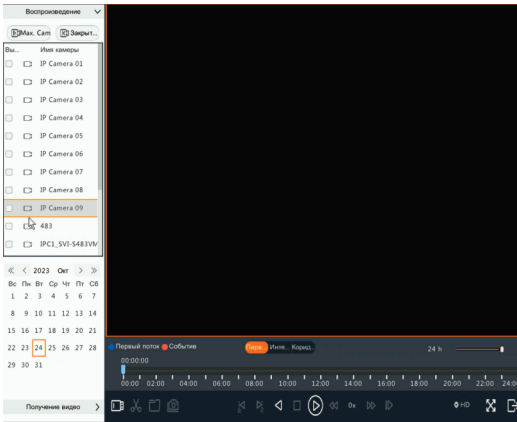 Воспроизведение
Max. Cam Закрыт...
Вы... Имя камеры
IP Camera 01
IP Camera 02
IP Camera 03
IP Camera 04
IP Camera 05
IP Camera 06
IP Camera 07
IP Camera 08
IP Camera 09
483
IPC1_SVI-S483VM
2023 Окт
Вс Пн Вт Ср Чт Пт Сб
1 2 3 4 5 6 7
8 9 10 11 12 13 14
15 16 17 18 19 20 21
22 23 24 25 26 27 28
29 30 31
Получение видео
Первый поток Событие Перв... Инте... Корид... 24 h
00:00:00
00:00 02:00 04:00 06:00 08:00 10:00 12:00 14:00 16:00 18:00 20:00 22:00 24:00
0x HD